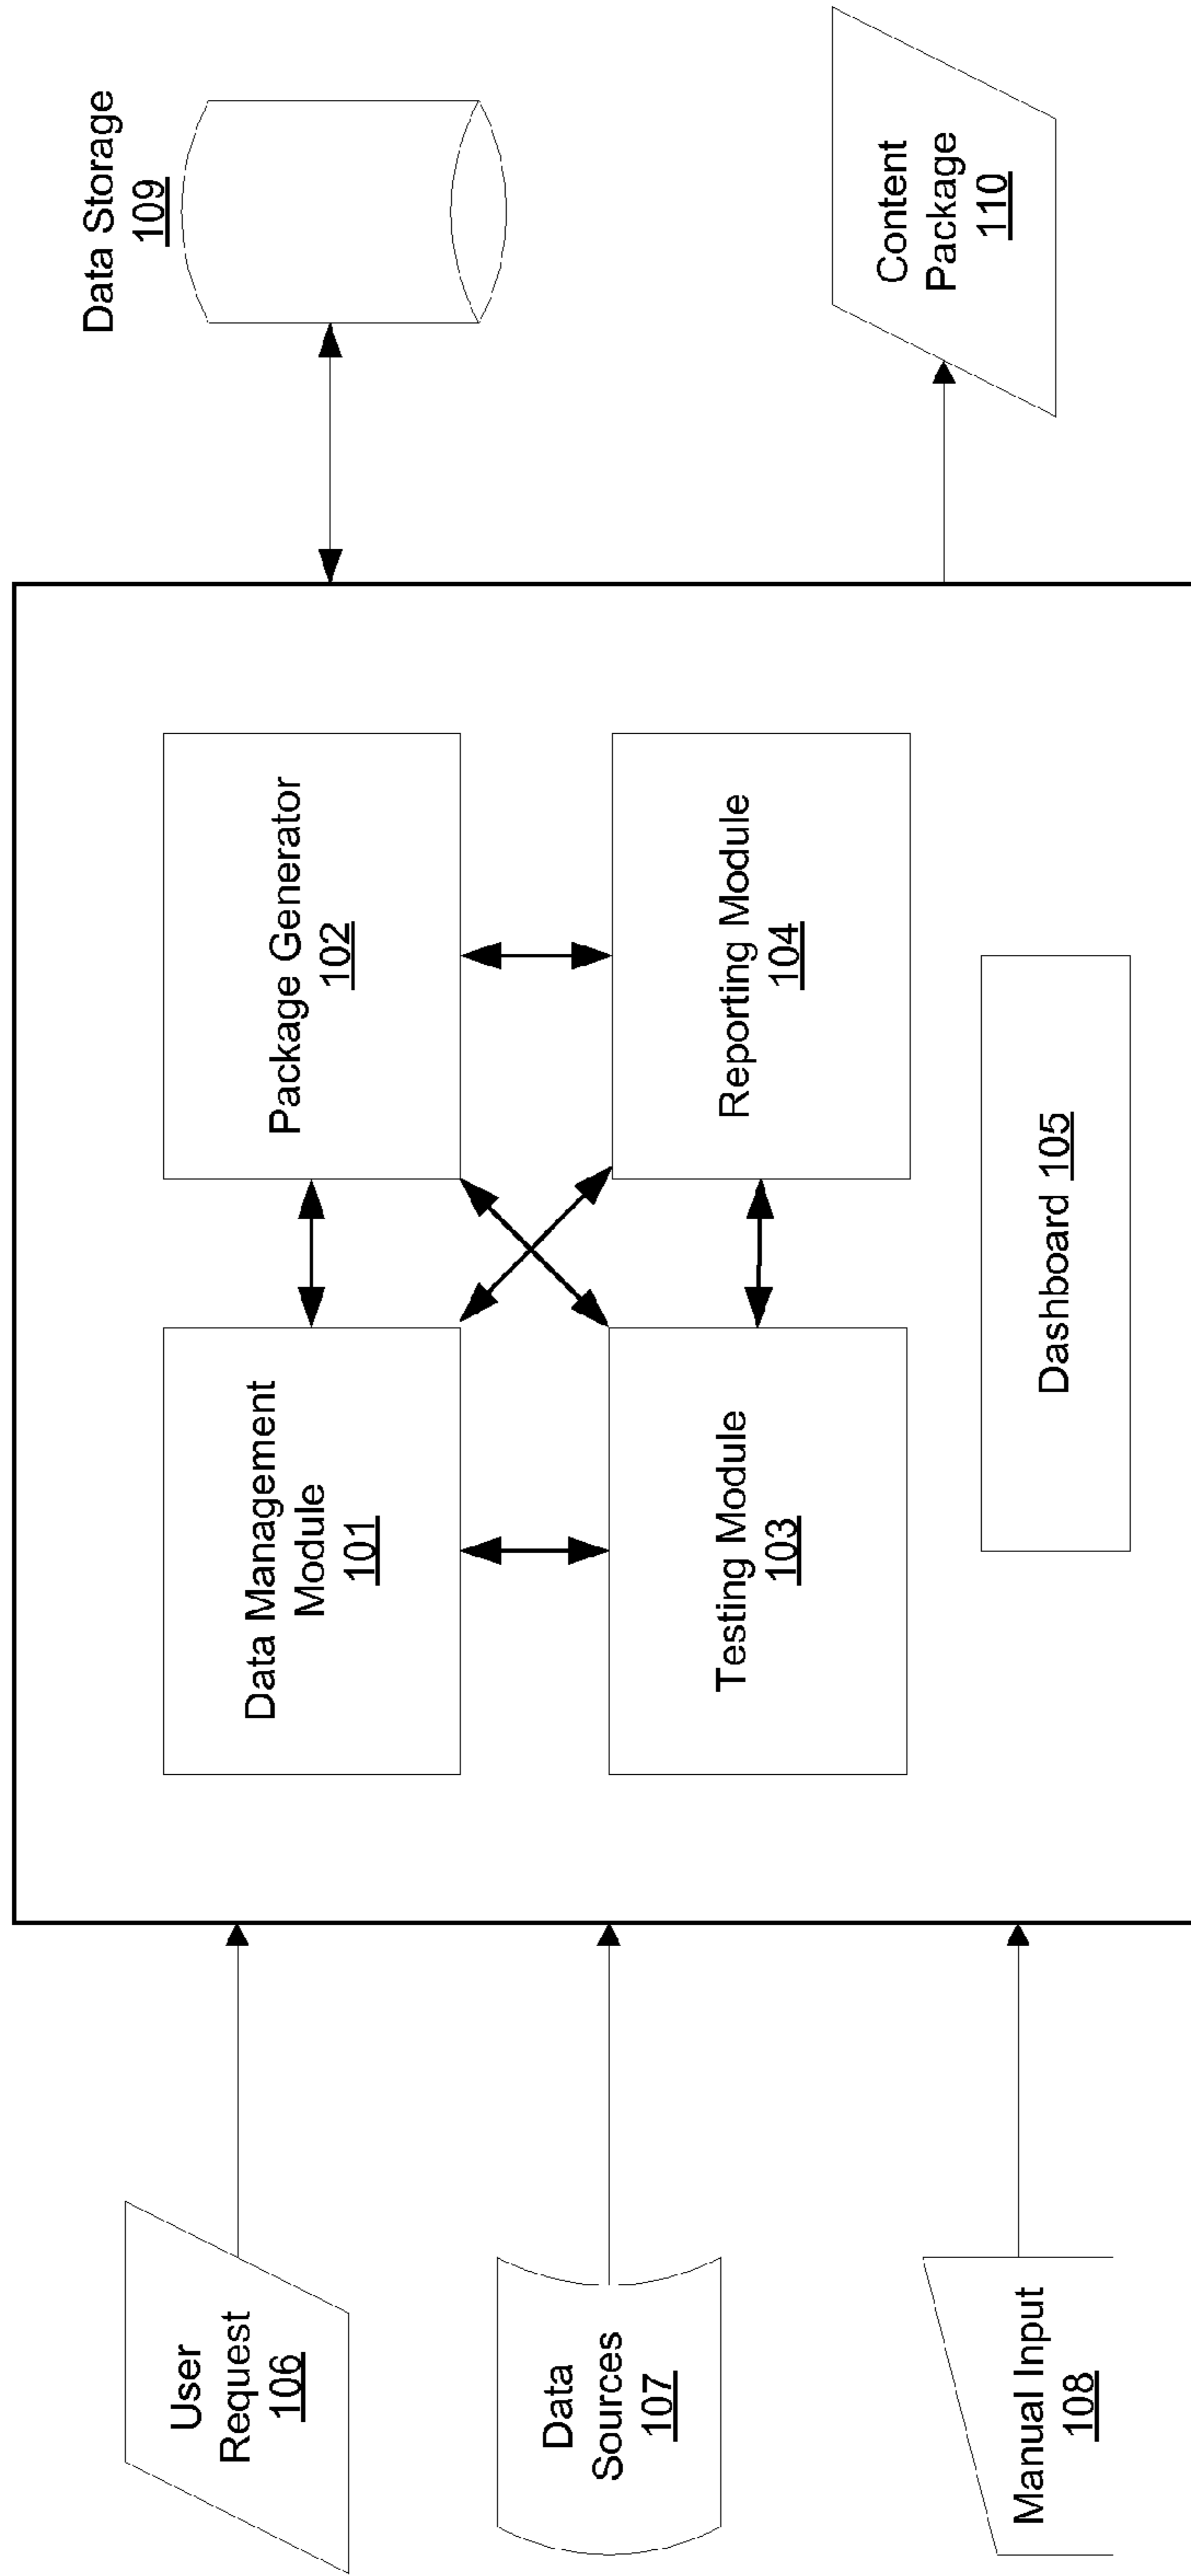 User
Request
106
Data
Sources
107
Manual Input
108
Data Management
Module
101
Package Generator
102
Testing Module
103
Reporting Module
104
Dashboard 105
Data Storage
109
Content
Package
110